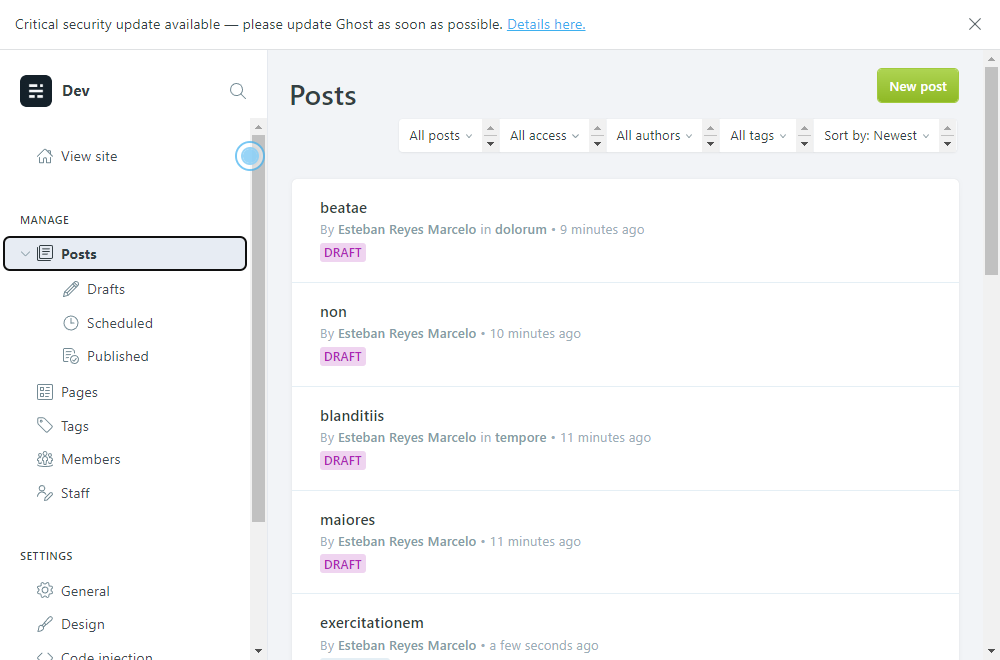 Critical security update available — please update Ghost as soon as possible. Details here.
Dev
View site
MANAGE
Posts
Drafts
Scheduled
Published
Pages
Tags
Members
Staff
SETTINGS
General
Design
Code injection
Posts
New post
All posts
All access
All authors
All tags
Sort by: Newest
beatae
By Esteban Reyes Marcelo in dolorum • 9 minutes ago
DRAFT
non
By Esteban Reyes Marcelo • 10 minutes ago
DRAFT
blanditiis
By Esteban Reyes Marcelo in tempore • 11 minutes ago
DRAFT
maiores
By Esteban Reyes Marcelo • 11 minutes ago
DRAFT
exercitationem
By Esteban Reyes Marcelo • a few seconds ago